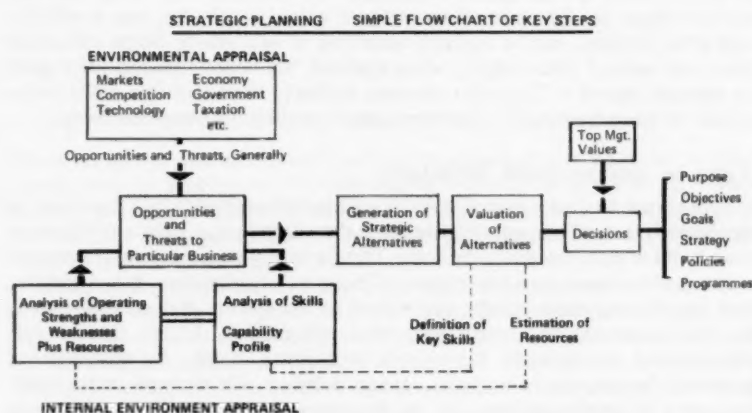 STRATEGIC PLANNING SIMPLE FLOW CHART OF KEY STEPS
ENVIRONMENTAL APPRAISAL
Markets Economy
Competition Government
Technology Taxation
etc.
Opportunities and Threats, Generally
Top Mgt.
Values
Opportunities
and
Threats to
Particular Business
Generation of
Strategic
Alternatives
Valuation
of
Alternatives
Decisions
Purpose
Objectives
Goals
Strategy
Policies
Programmes
Analysis of Operating
Strengths and
Weaknesses
Plus Resources
Analysis of Skills
Capability
Profile
Definition of
Key Skills
Estimation of
Resources
INTERNAL ENVIRONMENT APPRAISAL